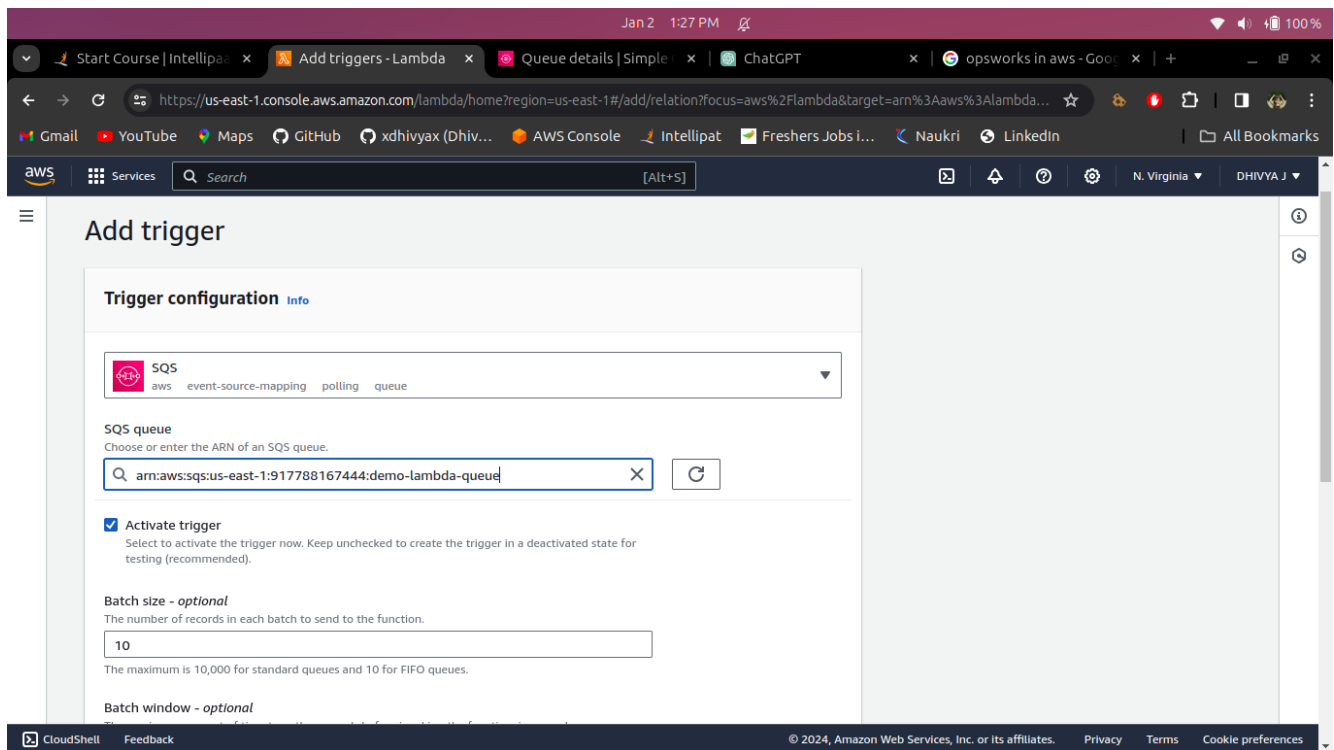 Jan 2 1:27 PM 100%
Start Course | Intellipaa Add triggers - Lambda Queue details | Simple ChatGPT opsworks in aws - Goog
https://us-east-1.console.aws.amazon.com/lambda/home?region=us-east-1#/add/relation?focus=aws%2Flambda&target=arn%3Aaws%3Alambda...
Gmail YouTube Maps GitHub xdhivyax (Dhiv... AWS Console Intellipat Freshers Jobs i... Naukri LinkedIn All Bookmarks
aws Services Search [Alt+S] N. Virginia DHIVYA J
Add trigger
Trigger configuration Info
SQS
aws event-source-mapping polling queue
SQS queue
Choose or enter the ARN of an SQS queue.
arn:aws:sqs:us-east-1:917788167444:demo-lambda-queue
Activate trigger
Select to activate the trigger now. Keep unchecked to create the trigger in a deactivated state for
testing (recommended).
Batch size - optional
The number of records in each batch to send to the function.
10
The maximum is 10,000 for standard queues and 10 for FIFO queues.
Batch window - optional
CloudShell Feedback © 2024, Amazon Web Services, Inc. or its affiliates. Privacy Terms Cookie preferences